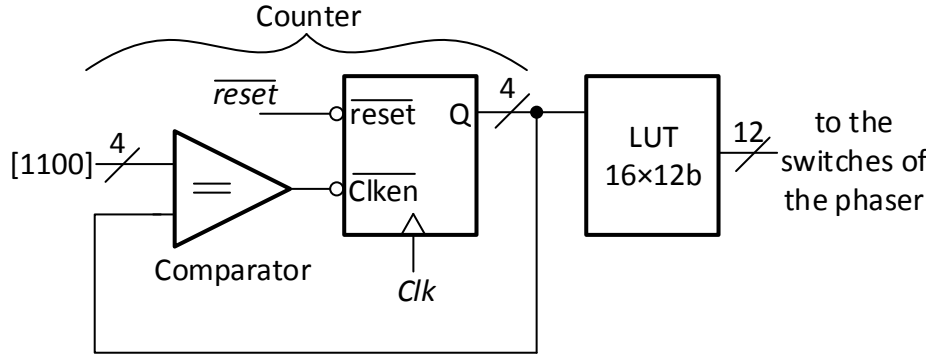 Counter
reset
4
[1100]
=
Comparator
reset
Clken
Q
Clk
4
LUT
16×12b
12
to the
switches of
the phaser